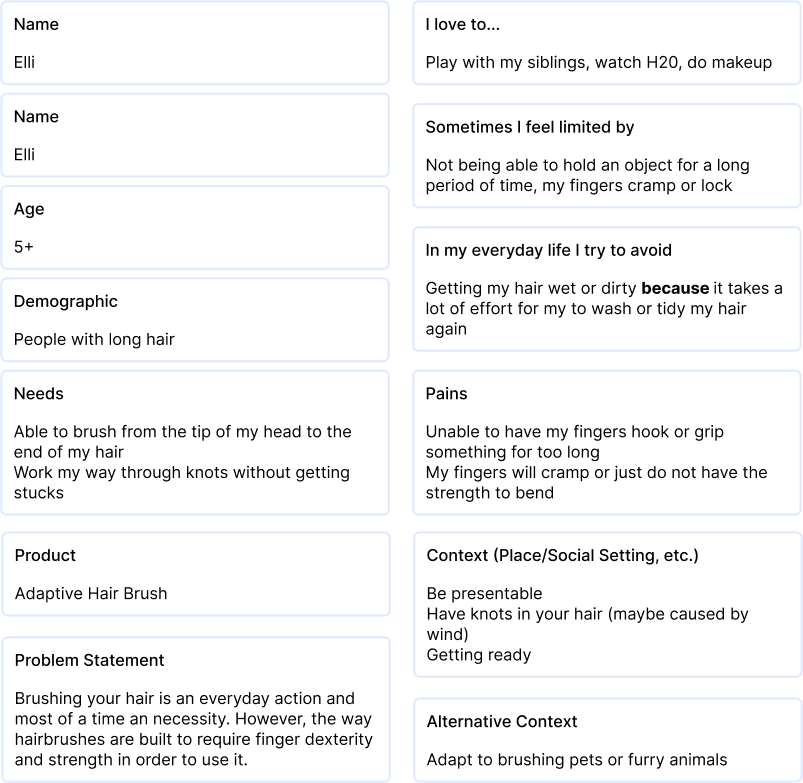 Name
Elli
Name
Elli
Age
5+
Demographic
People with long hair
Needs
Able to brush from the tip of my head to the
end of my hair
Work my way through knots without getting
stucks
Product
Adaptive Hair Brush
Problem Statement
Brushing your hair is an everyday action and
most of a time an necessity. However, the way
hairbrushes are built to require finger dexterity
and strength in order to use it.
I love to...
Play with my siblings, watch H20, do makeup
Sometimes I feel limited by
Not being able to hold an object for a long
period of time, my fingers cramp or lock
In my everyday life I try to avoid
Getting my hair wet or dirty because it takes a
lot of effort for my to wash or tidy my hair
again
Pains
Unable to have my fingers hook or grip
something for too long
My fingers will cramp or just do not have the
strength to bend
Context (Place/Social Setting, etc.)
Be presentable
Have knots in your hair (maybe caused by
wind)
Getting ready
Alternative Context
Adapt to brushing pets or furry animals